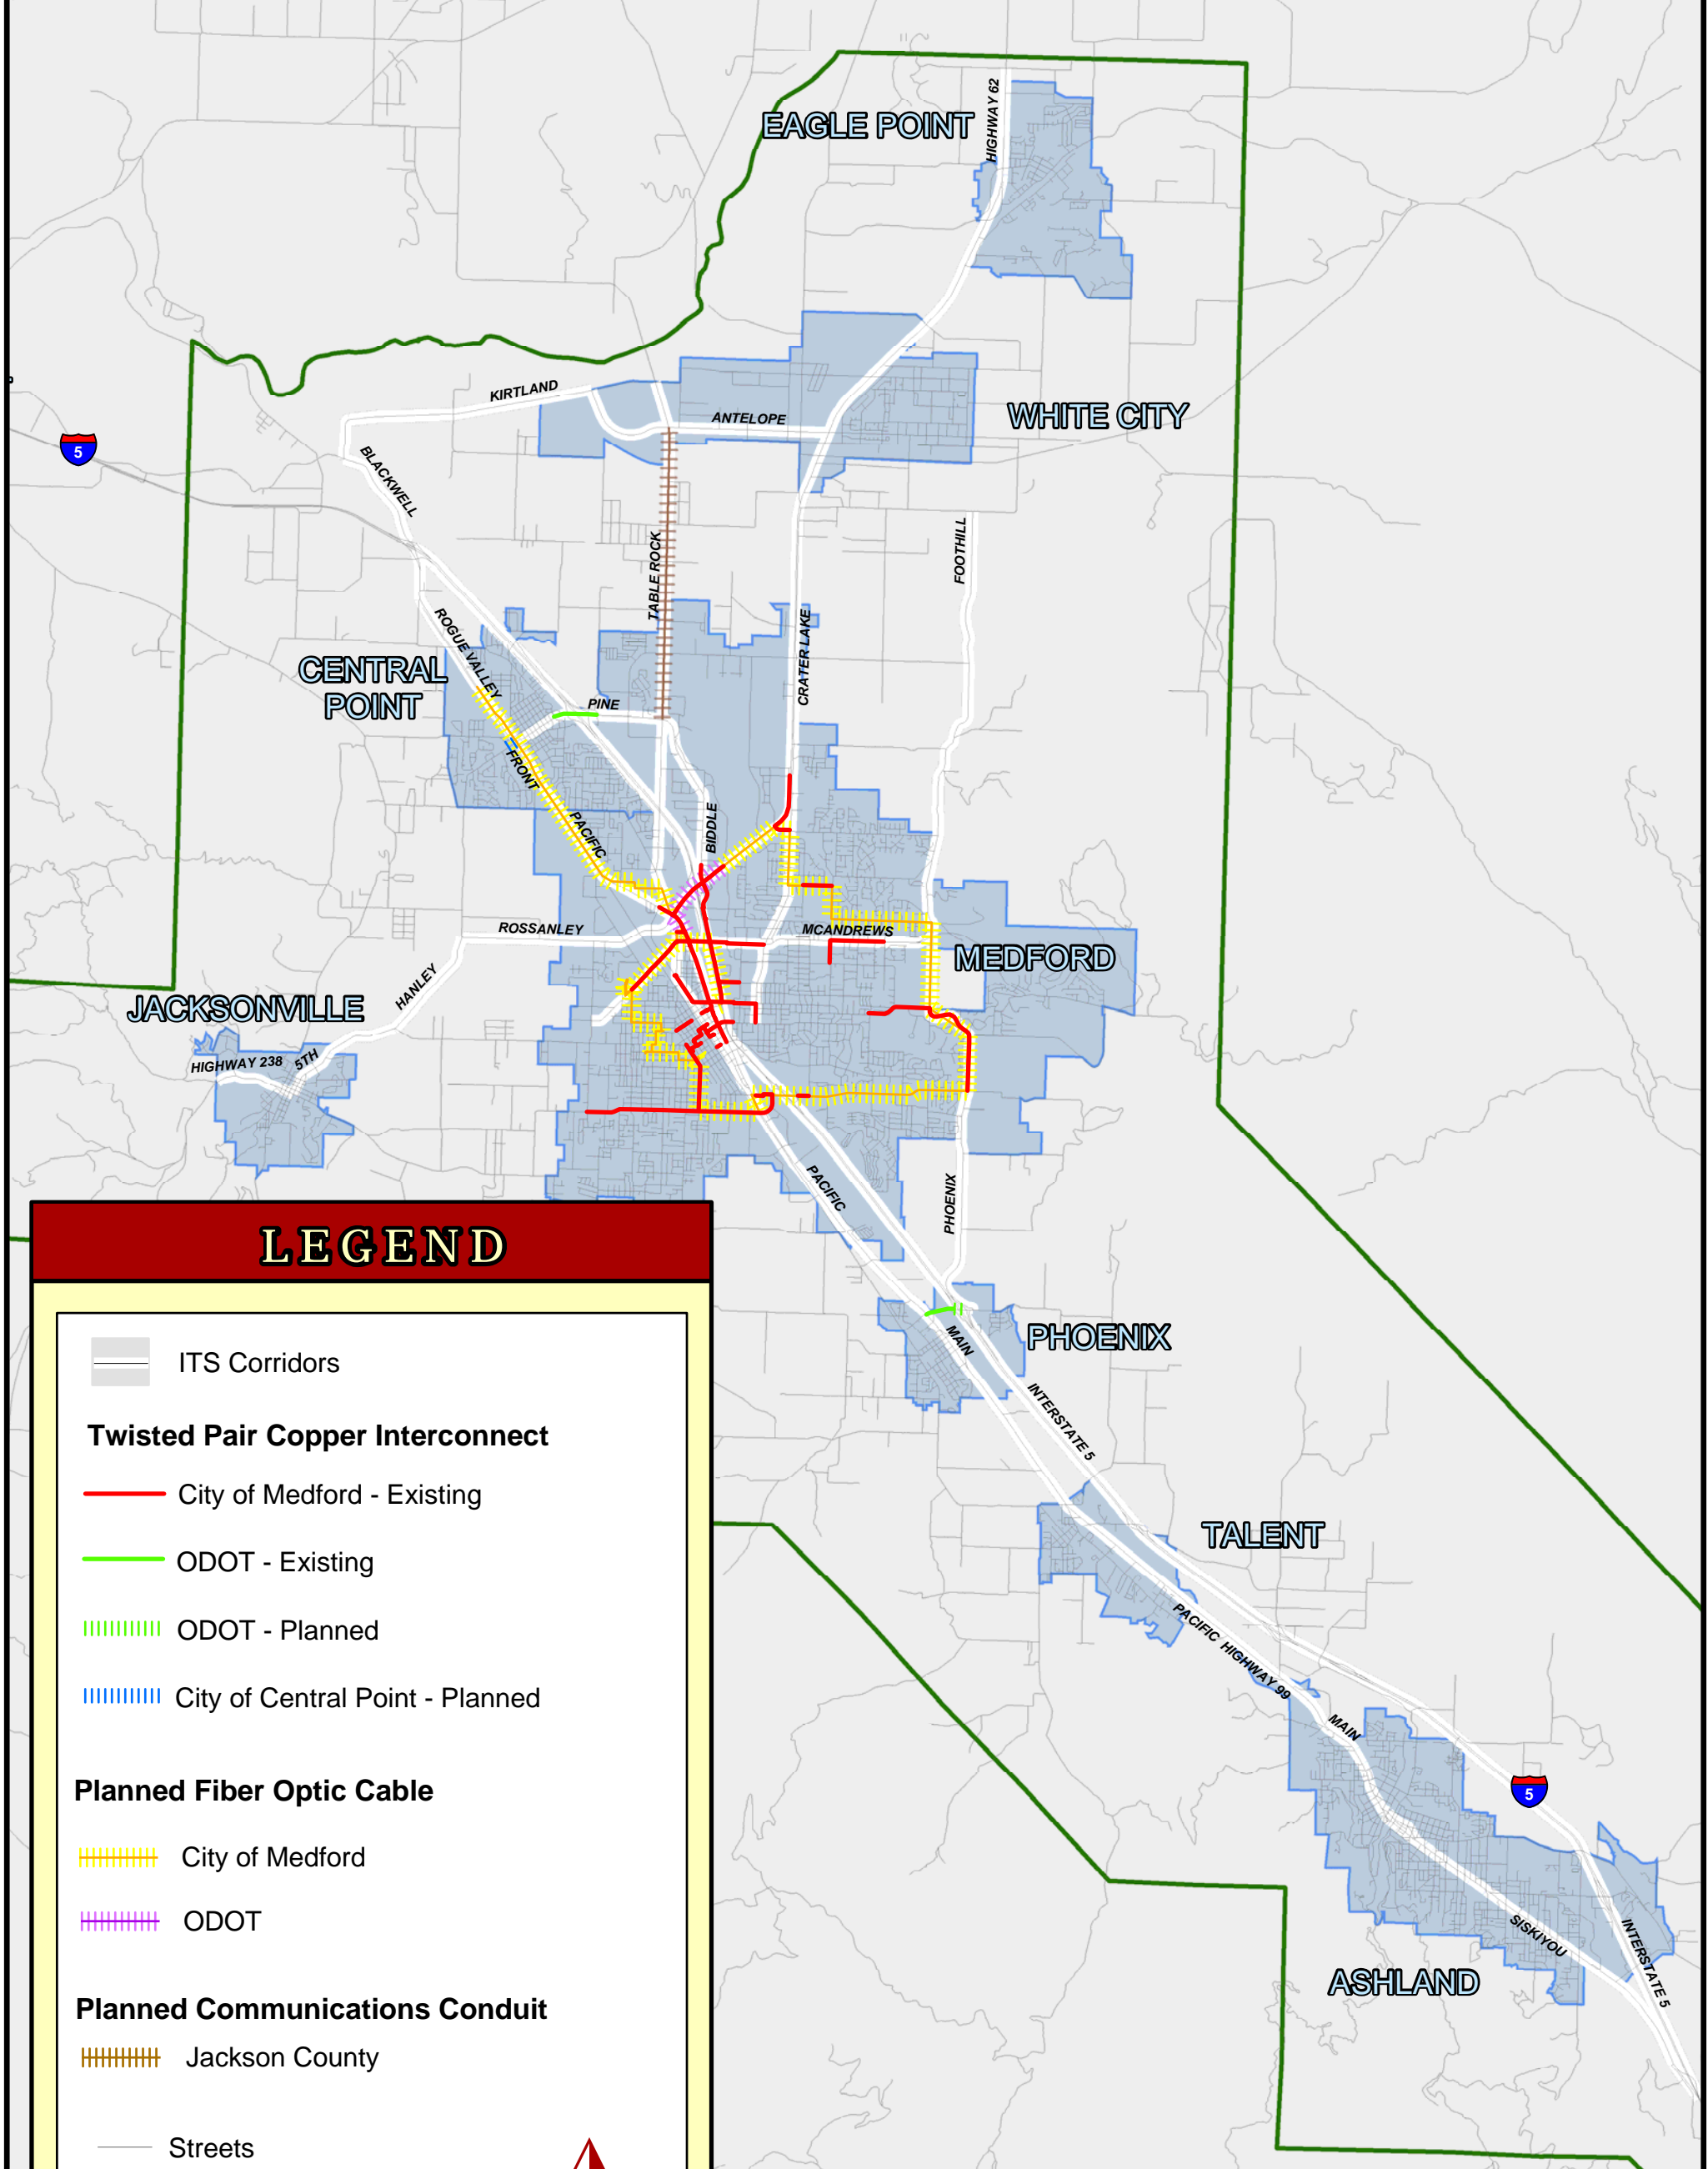 HIGHWAY 62
EAGLE POINT
KIRTLAND
ANTELOPE
WHITE CITY
5
BLACKWELL
TABLE ROCK
FOOTHILL
ROGUE VALLEY
CRATER LAKE
CENTRAL
POINT
PINE
FRONT
PACIFIC
BIDDLE
ROSSANLEY
MCANDREWS
MEDFORD
HANLEY
JACKSONVILLE
HIGHWAY 238
5TH
PACIFIC
PHOENIX
MAIN
PHOENIX
INTERSTATE 5
TALENT
PACIFIC HIGHWAY 99
MAIN
5
SISKIYOU
INTERSTATE 5
ASHLAND
LEGEND
ITS Corridors
Twisted Pair Copper Interconnect
City of Medford - Existing
ODOT - Existing
ODOT - Planned
City of Central Point - Planned
Planned Fiber Optic Cable
City of Medford
ODOT
Planned Communications Conduit
Jackson County
Streets